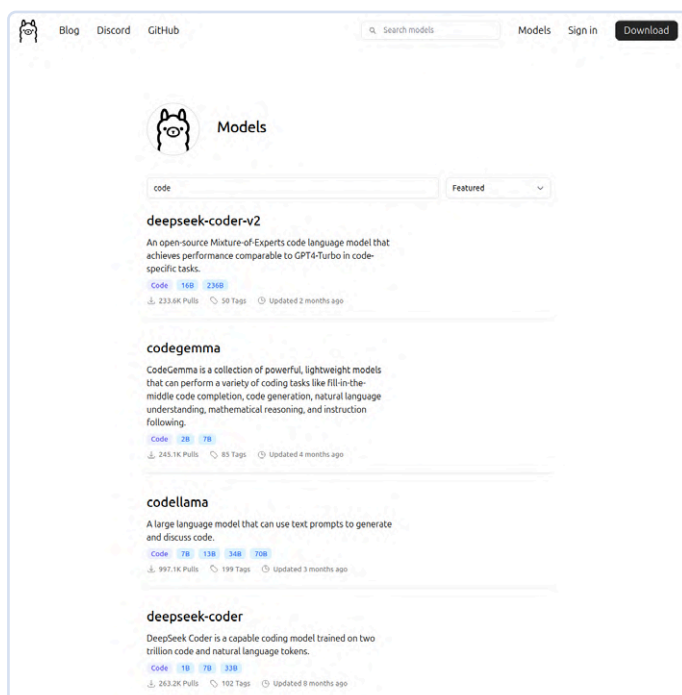 Blog Discord GitHub Search models Models Sign in Download
Models
code Featured
deepseek-coder-v2
An open-source Mixture-of-Experts code language model that
achieves performance comparable to GPT4-Turbo in code-
specific tasks.
Code 16B 236B
233.6K Pulls 50 Tags Updated 2 months ago
codegemma
CodeGemma is a collection of powerful, lightweight models
that can perform a variety of coding tasks like fill-in-the-
middle code completion, code generation, natural language
understanding, mathematical reasoning, and instruction
following.
Code 2B 7B
245.1K Pulls 85 Tags Updated 4 months ago
codellama
A large language model that can use text prompts to generate
and discuss code.
Code 7B 13B 34B 70B
997.1K Pulls 199 Tags Updated 3 months ago
deepseek-coder
DeepSeek Coder is a capable coding model trained on two
trillion code and natural language tokens.
Code 1B 7B 33B
263.2K Pulls 102 Tags Updated 8 months ago